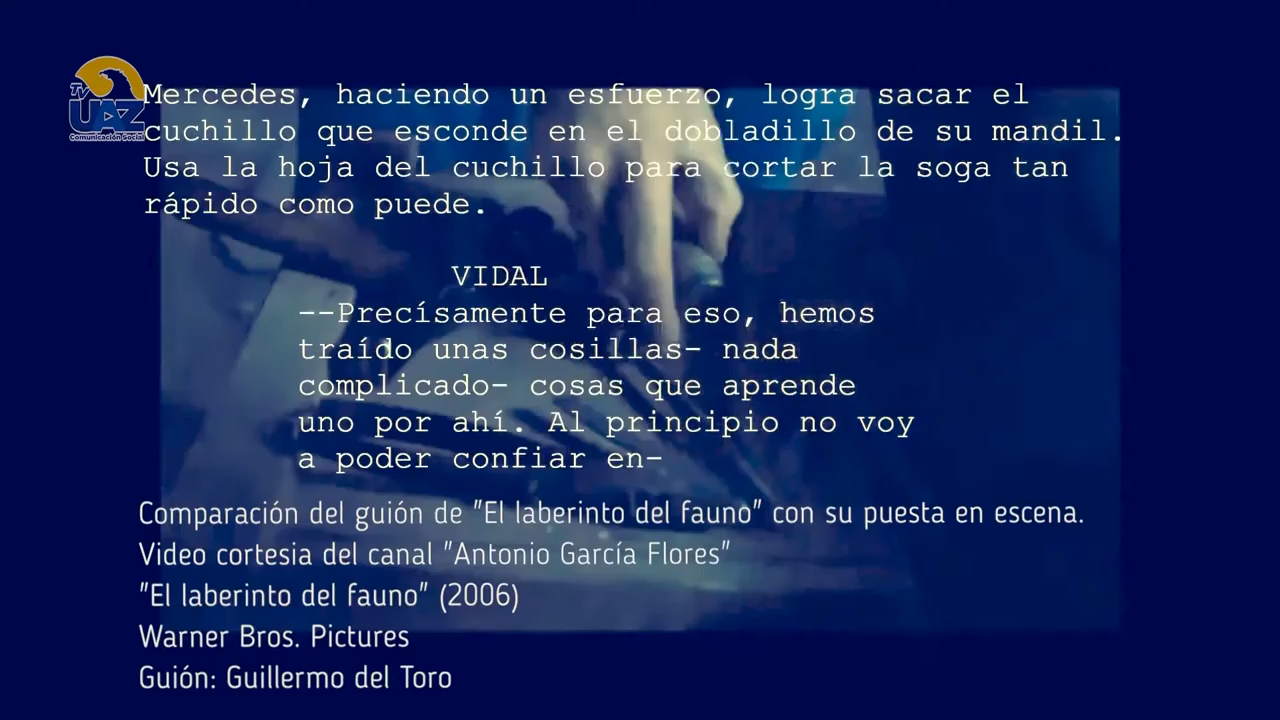 TV
UAZ
Comunicación Social
Mercedes, haciendo un esfuerzo, logra sacar el
cuchillo que esconde en el dobladillo de su mandil.
Usa la hoja del cuchillo para cortar la soga tan
rápido como puede.
VIDAL
--Precísamente para eso, hemos
traído unas cosillas- nada
complicado- cosas que aprende
uno por ahí. Al principio no voy
a poder confiar en-
Comparación del guión de "El laberinto del fauno" con su puesta en escena.
Video cortesia del canal "Antonio García Flores"
"El laberinto del fauno" (2006)
Warner Bros. Pictures
Guión: Guillermo del Toro